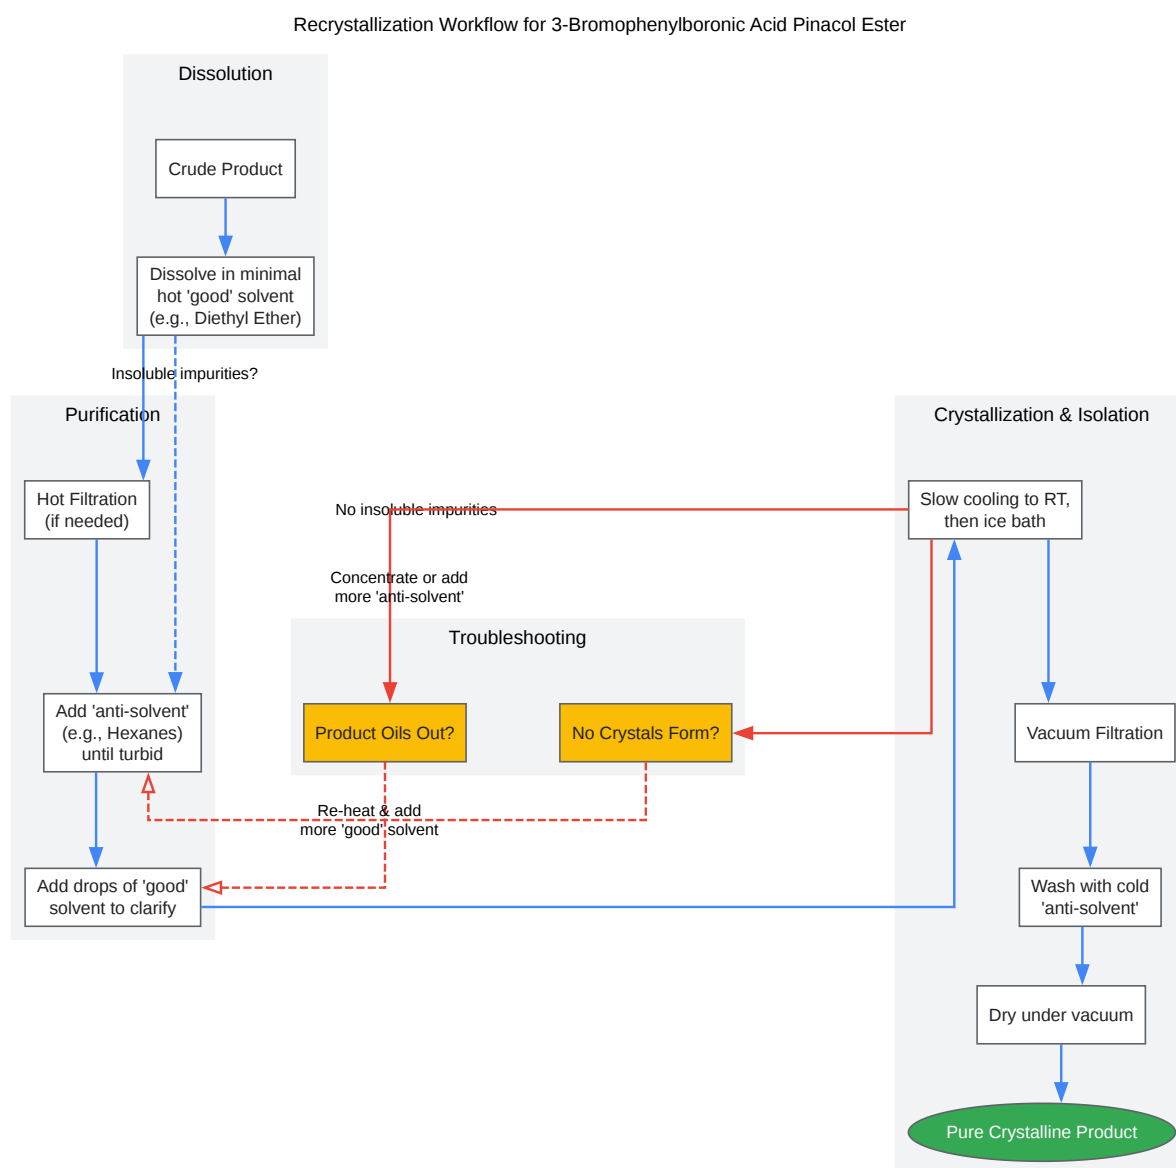 Recrystallization Workflow for 3-Bromophenylboronic Acid Pinacol Ester
Dissolution
Crude Product
Dissolve in minimal
hot 'good' solvent
(e.g., Diethyl Ether)
Insoluble impurities?
Purification
Hot Filtration
(if needed)
Add 'anti-solvent'
(e.g., Hexanes)
until turbid
Add drops of 'good'
solvent to clarify
No insoluble impurities
Concentrate or add
more 'anti-solvent'
Troubleshooting
Product Oils Out?
No Crystals Form?
Re-heat & add
more 'good' solvent
Crystallization & Isolation
Slow cooling to RT,
then ice bath
Vacuum Filtration
Wash with cold
'anti-solvent'
Dry under vacuum
Pure Crystalline Product